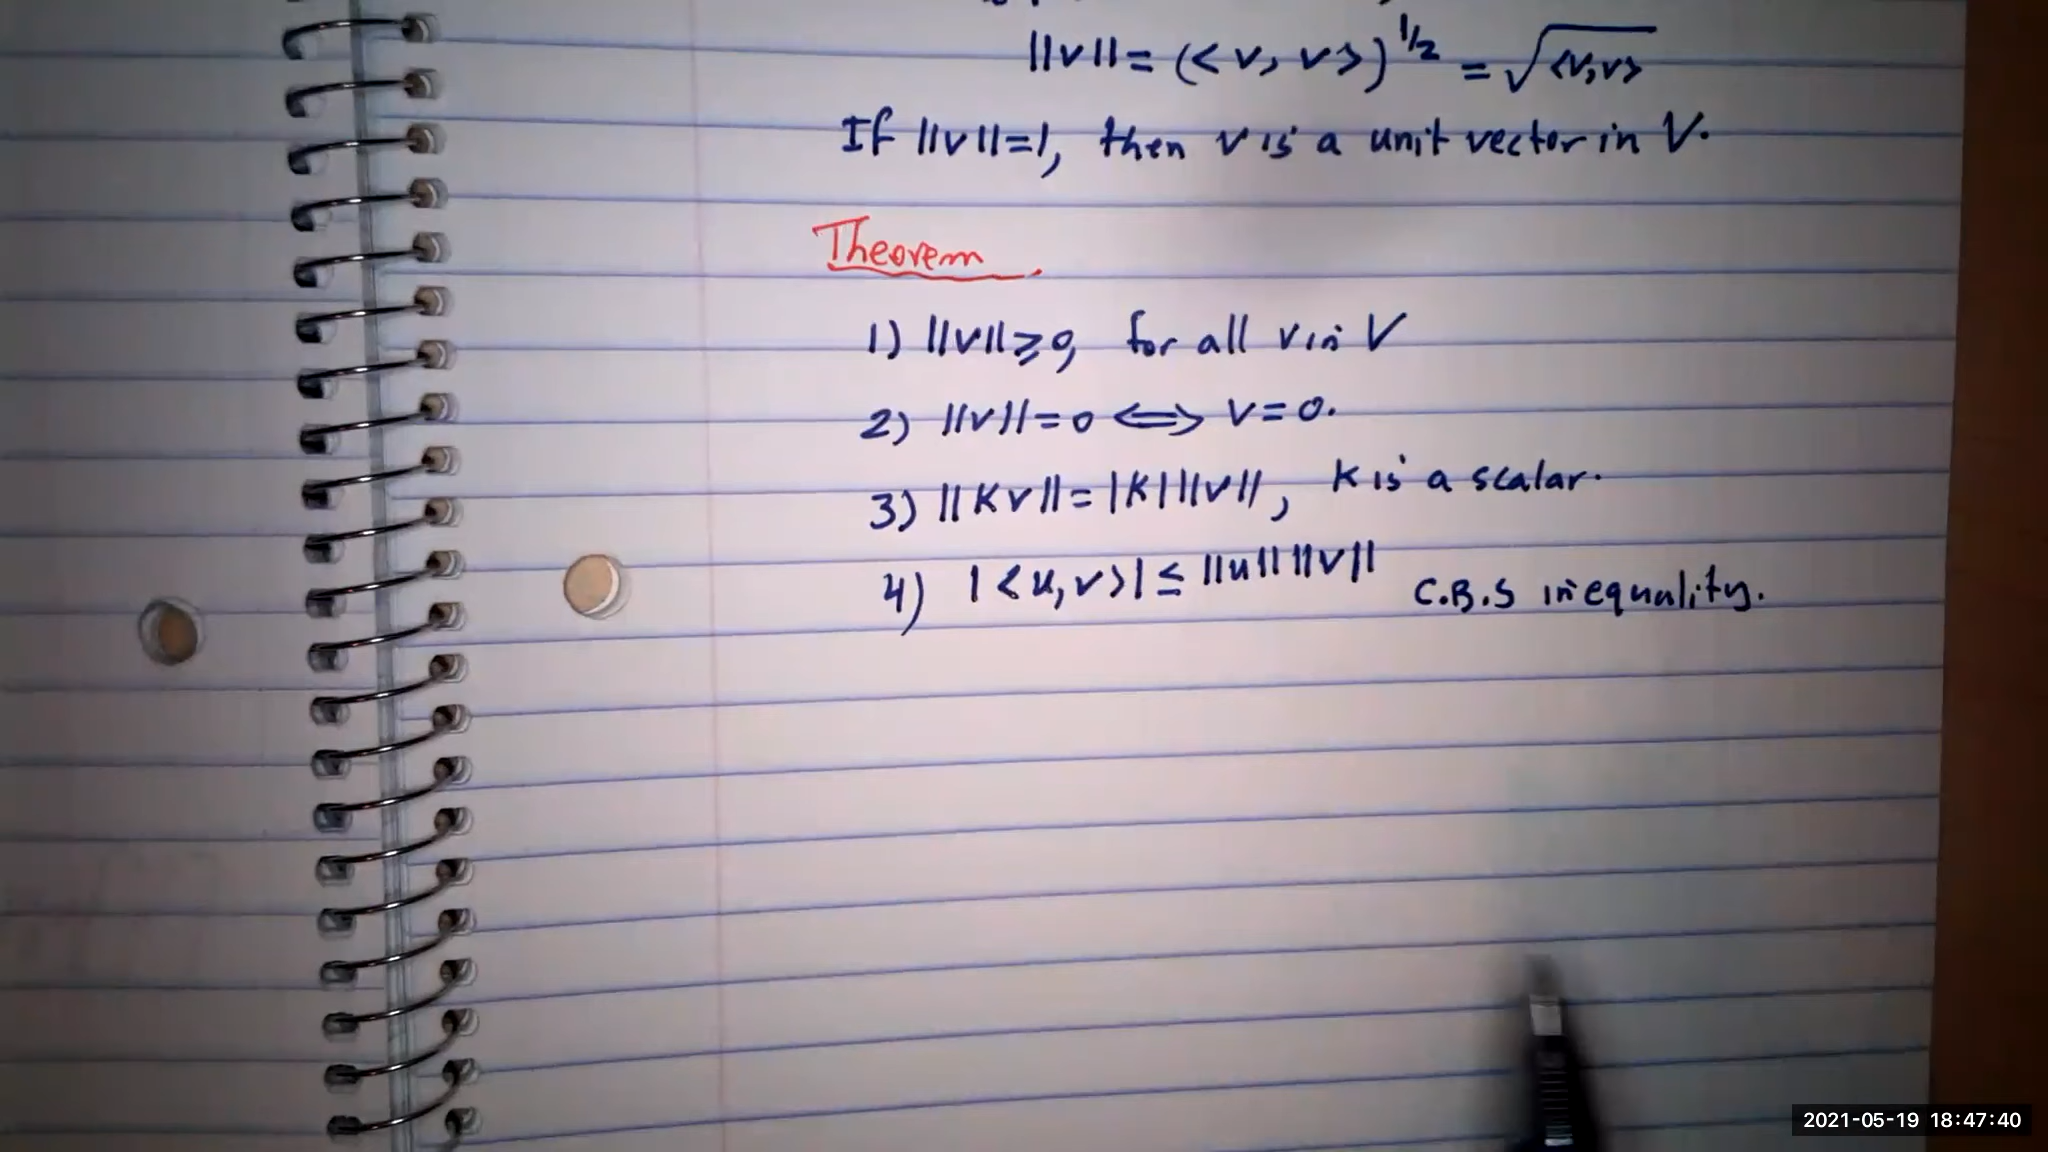 ||v|| = (<v, v>)^1/2 = √<v,v>
If ||v||=1, then v is a unit vector in V.
Theorem
1) ||v|| ≥ 0, for all v in V
2) ||v|| = 0 ⟺ v = 0.
3) ||Kv|| = |K| ||v||, K is a scalar.
4) |<u, v>| ≤ ||u|| ||v|| C.B.S inequality.
2021-05-19 18:47:40